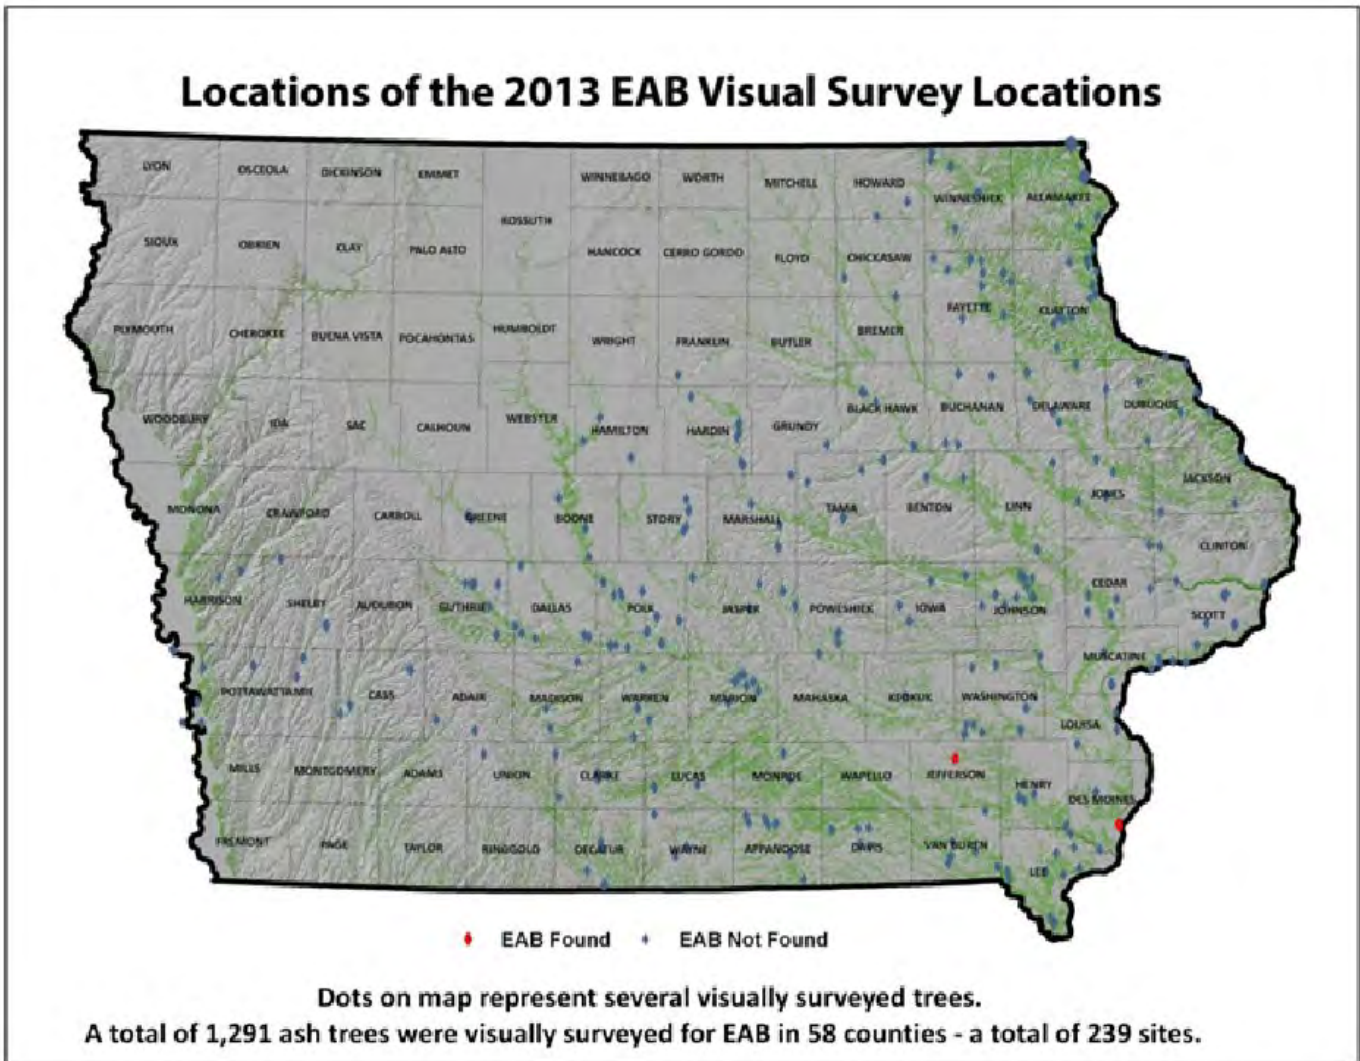 Locations of the 2013 EAB Visual Survey Locations
LYON OSCEOLA DICKINSON EMMET WINNEBAGO WORTH MITCHELL HOWARD WINNESHIEK ALLAMAKEE
KOSSUTH
SIOUX OBRIEN CLAY PALO ALTO HANCOCK CERRO GORDO FLOYD CHICKASAW
FAYETTE CLAYTON
PLYMOUTH CHEROKEE BUENA VISTA POCAHONTAS HUMBOLDT WRIGHT FRANKLIN BUTLER BREMER
WOODBURY IDA SAC CALHOUN WEBSTER HAMILTON HARDIN GRUNDY BLACK HAWK BUCHANAN DELAWARE DUBUQUE
MONONA CRAWFORD CARROLL GREENE BOONE STORY MARSHALL TAMA BENTON LINN JONES JACKSON
CLINTON
CEDAR
HARRISON SHELBY AUDUBON GUTHRIE DALLAS POLK JASPER POWESHIEK IOWA JOHNSON SCOTT
MUSCATINE
POTTAWATTAMIE CASS ADAIR MADISON WARREN MARION MAHASKA KEOKUK WASHINGTON
LOUISA
MILLS MONTGOMERY ADAMS UNION CLARKE LUCAS MONROE WAPELLO JEFFERSON HENRY
DES MOINES
FREMONT PAGE TAYLOR RINGGOLD DECATUR WAYNE APPANOOSE DAVIS VAN BUREN
LEE
EAB Found EAB Not Found
Dots on map represent several visually surveyed trees.
A total of 1,291 ash trees were visually surveyed for EAB in 58 counties - a total of 239 sites.